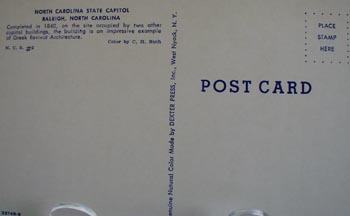 NORTH CAROLINA STATE CAPITOL
RALEIGH, NORTH CAROLINA
Completed in 1840, on the site occupied by two other
capitol buildings, the building is an impressive example
of Greek Revival Architecture.
N. C. S. #2
Color by C. H. Ruth
Genuine Natural Color Made by DEXTER PRESS, Inc., West Nyack, N. Y.
POST CARD
PLACE
STAMP
HERE